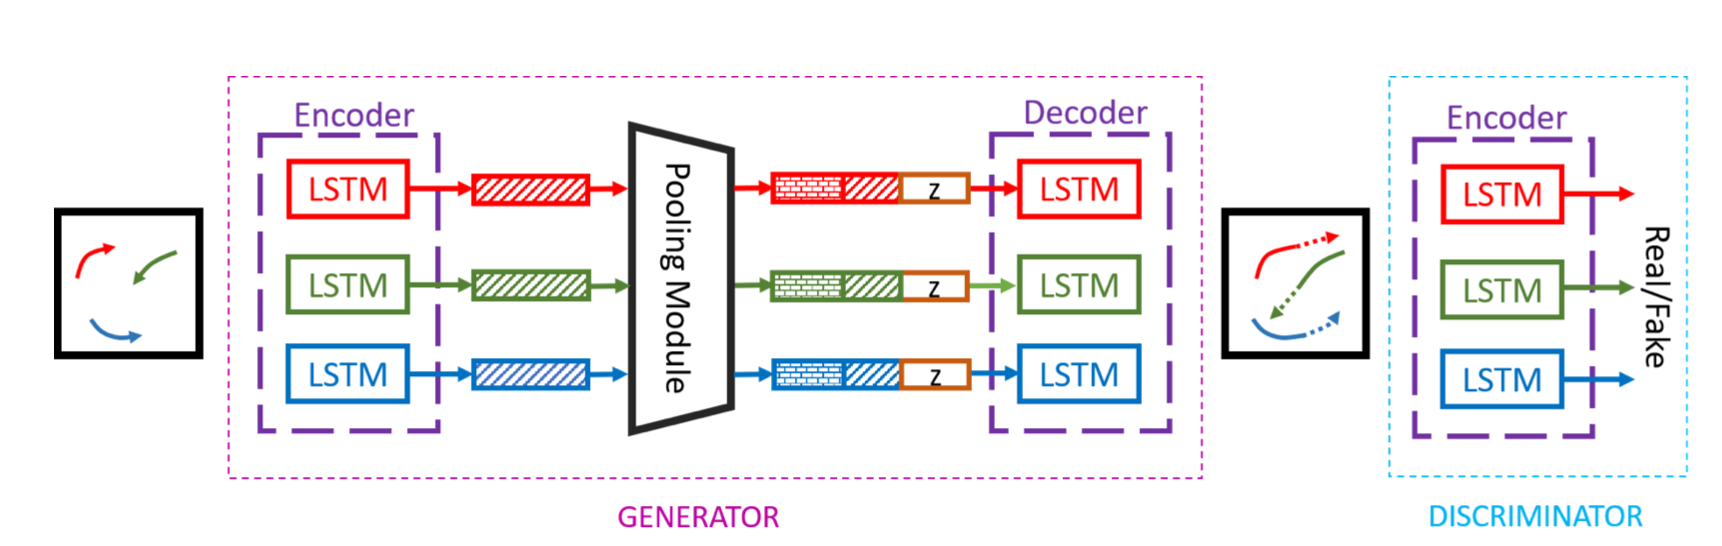 Encoder
LSTM
LSTM
LSTM
Pooling Module
z
z
z
Decoder
LSTM
LSTM
LSTM
GENERATOR
Encoder
LSTM
LSTM
LSTM
Real/Fake
DISCRIMINATOR